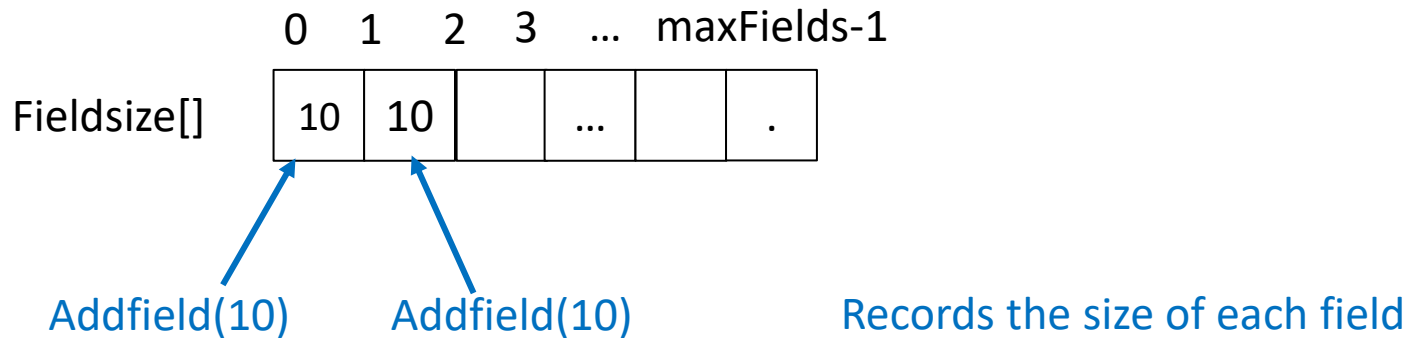 0 1 2 3 … maxFields-1
Fieldsize[] 10 10 … .
Addfield(10) Addfield(10) Records the size of each field